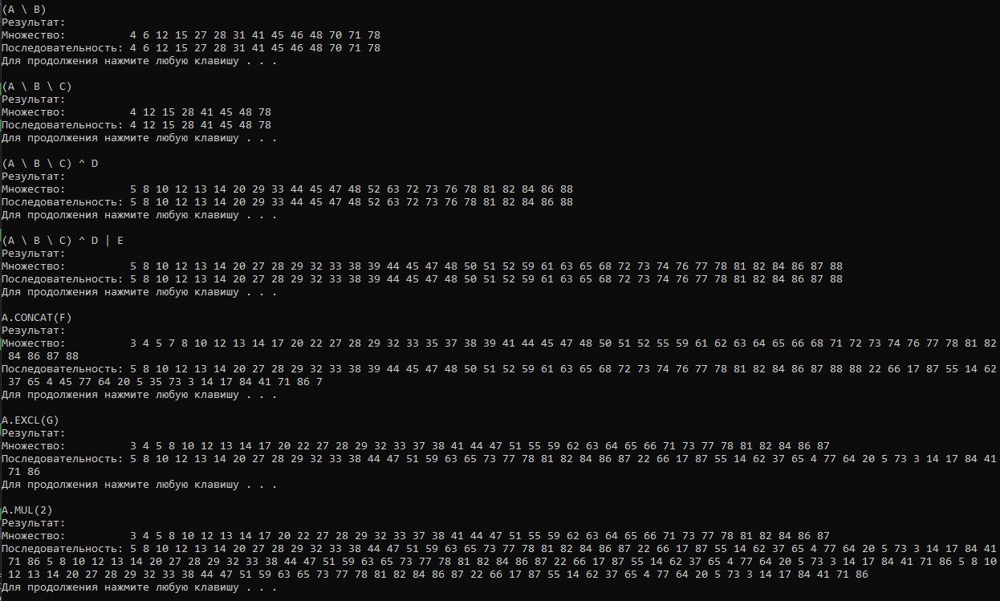 (A \ B)
Результат:
Множество:          4 6 12 15 27 28 31 41 45 46 48 70 71 78
Последовательность: 4 6 12 15 27 28 31 41 45 46 48 70 71 78
Для продолжения нажмите любую клавишу . . .
(A \ B \ C)
Результат:
Множество:          4 12 15 28 41 45 48 78
Последовательность: 4 12 15 28 41 45 48 78
Для продолжения нажмите любую клавишу . . .
(A \ B \ C) ^ D
Результат:
Множество:          5 8 10 12 13 14 20 29 33 44 45 47 48 52 63 72 73 76 78 81 82 84 86 88
Последовательность: 5 8 10 12 13 14 20 29 33 44 45 47 48 52 63 72 73 76 78 81 82 84 86 88
Для продолжения нажмите любую клавишу . . .
(A \ B \ C) ^ D | E
Результат:
Множество:          5 8 10 12 13 14 20 27 28 29 32 33 38 39 44 45 47 48 50 51 52 59 61 63 65 68 72 73 74 76 77 78 81 82 84 86 87 88
Последовательность: 5 8 10 12 13 14 20 27 28 29 32 33 38 39 44 45 47 48 50 51 52 59 61 63 65 68 72 73 74 76 77 78 81 82 84 86 87 88
Для продолжения нажмите любую клавишу . . .
A.CONCAT(F)
Результат:
Множество:          3 4 5 7 8 10 12 13 14 17 20 22 27 28 29 32 33 35 37 38 39 41 44 45 47 48 50 51 52 55 59 61 62 63 64 65 66 68 71 72 73 74 76 77 78 81 82
84 86 87 88
Последовательность: 5 8 10 12 13 14 20 27 28 29 32 33 38 39 44 45 47 48 50 51 52 59 61 63 65 68 72 73 74 76 77 78 81 82 84 86 87 88 88 22 66 17 87 55 14 62
37 65 4 45 77 64 20 5 35 73 3 14 17 84 41 71 86 7
Для продолжения нажмите любую клавишу . . .
A.EXCL(G)
Результат:
Множество:          3 4 5 8 10 12 13 14 17 20 22 27 28 29 32 33 37 38 41 44 47 51 55 59 62 63 64 65 66 71 73 77 78 81 82 84 86 87
Последовательность: 5 8 10 12 13 14 20 27 28 29 32 33 38 44 47 51 59 63 65 73 77 78 81 82 84 86 87 22 66 17 87 55 14 62 37 65 4 77 64 20 5 73 3 14 17 84 41
71 86
Для продолжения нажмите любую клавишу . . .
A.MUL(2)
Результат:
Множество:          3 4 5 8 10 12 13 14 17 20 22 27 28 29 32 33 37 38 41 44 47 51 55 59 62 63 64 65 66 71 73 77 78 81 82 84 86 87
Последовательность: 5 8 10 12 13 14 20 27 28 29 32 33 38 44 47 51 59 63 65 73 77 78 81 82 84 86 87 22 66 17 87 55 14 62 37 65 4 77 64 20 5 73 3 14 17 84 41
71 86 5 8 10 12 13 14 20 27 28 29 32 33 38 44 47 51 59 63 65 73 77 78 81 82 84 86 87 22 66 17 87 55 14 62 37 65 4 77 64 20 5 73 3 14 17 84 41 71 86 5 8 10
12 13 14 20 27 28 29 32 33 38 44 47 51 59 63 65 73 77 78 81 82 84 86 87 22 66 17 87 55 14 62 37 65 4 77 64 20 5 73 3 14 17 84 41 71 86
Для продолжения нажмите любую клавишу . . .